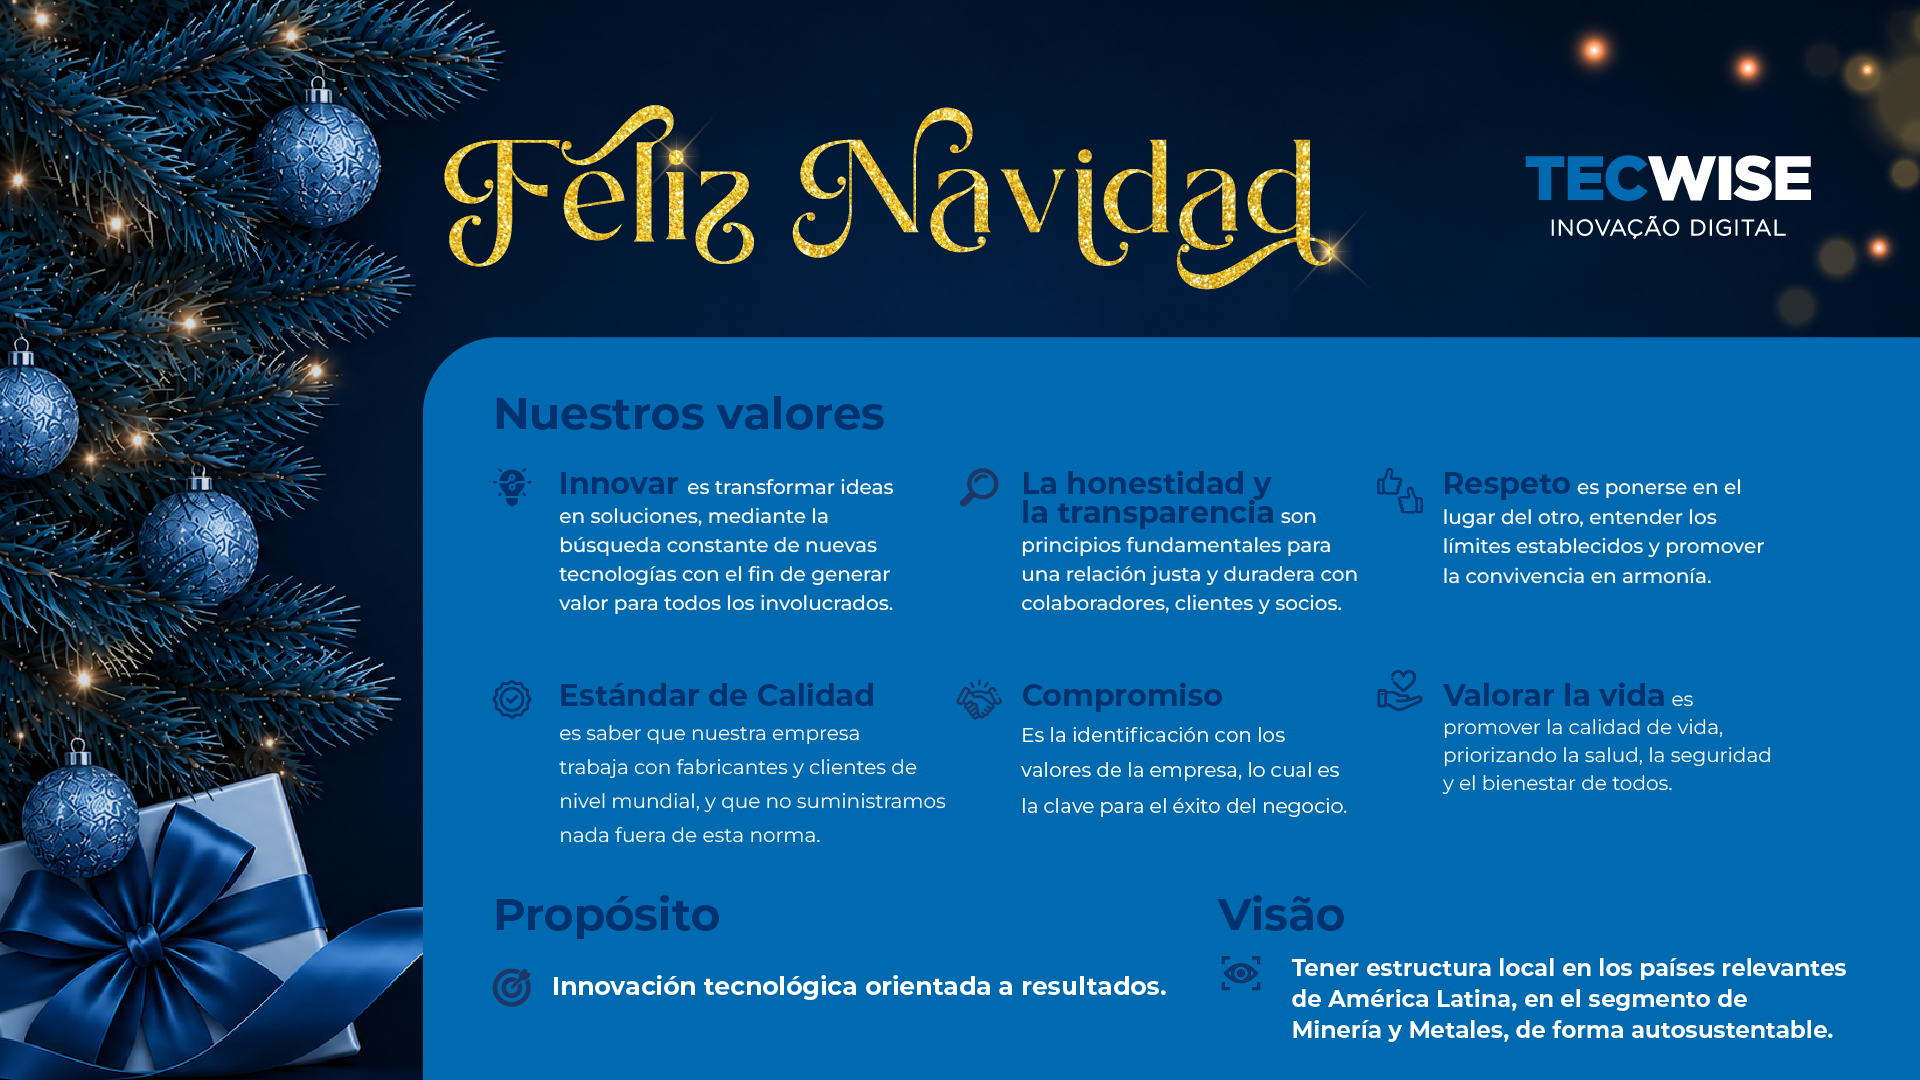 Feliz Navidad
TECWISE
INOVAÇÃO DIGITAL
Nuestros valores
Innovar es transformar ideas
en soluciones, mediante la
búsqueda constante de nuevas
tecnologías con el fin de generar
valor para todos los involucrados.
La honestidad y
la transparencia son
principios fundamentales para
una relación justa y duradera con
colaboradores, clientes y socios.
Respeto es ponerse en el
lugar del otro, entender los
límites establecidos y promover
la convivencia en armonía.
Estándar de Calidad
es saber que nuestra empresa
trabaja con fabricantes y clientes de
nivel mundial, y que no suministramos
nada fuera de esta norma.
Compromiso
Es la identificación con los
valores de la empresa, lo cual es
la clave para el éxito del negocio.
Valorar la vida es
promover la calidad de vida,
priorizando la salud, la seguridad
y el bienestar de todos.
Propósito
Innovación tecnológica orientada a resultados.
Visão
Tener estructura local en los países relevantes
de América Latina, en el segmento de
Minería y Metales, de forma autosustentable.